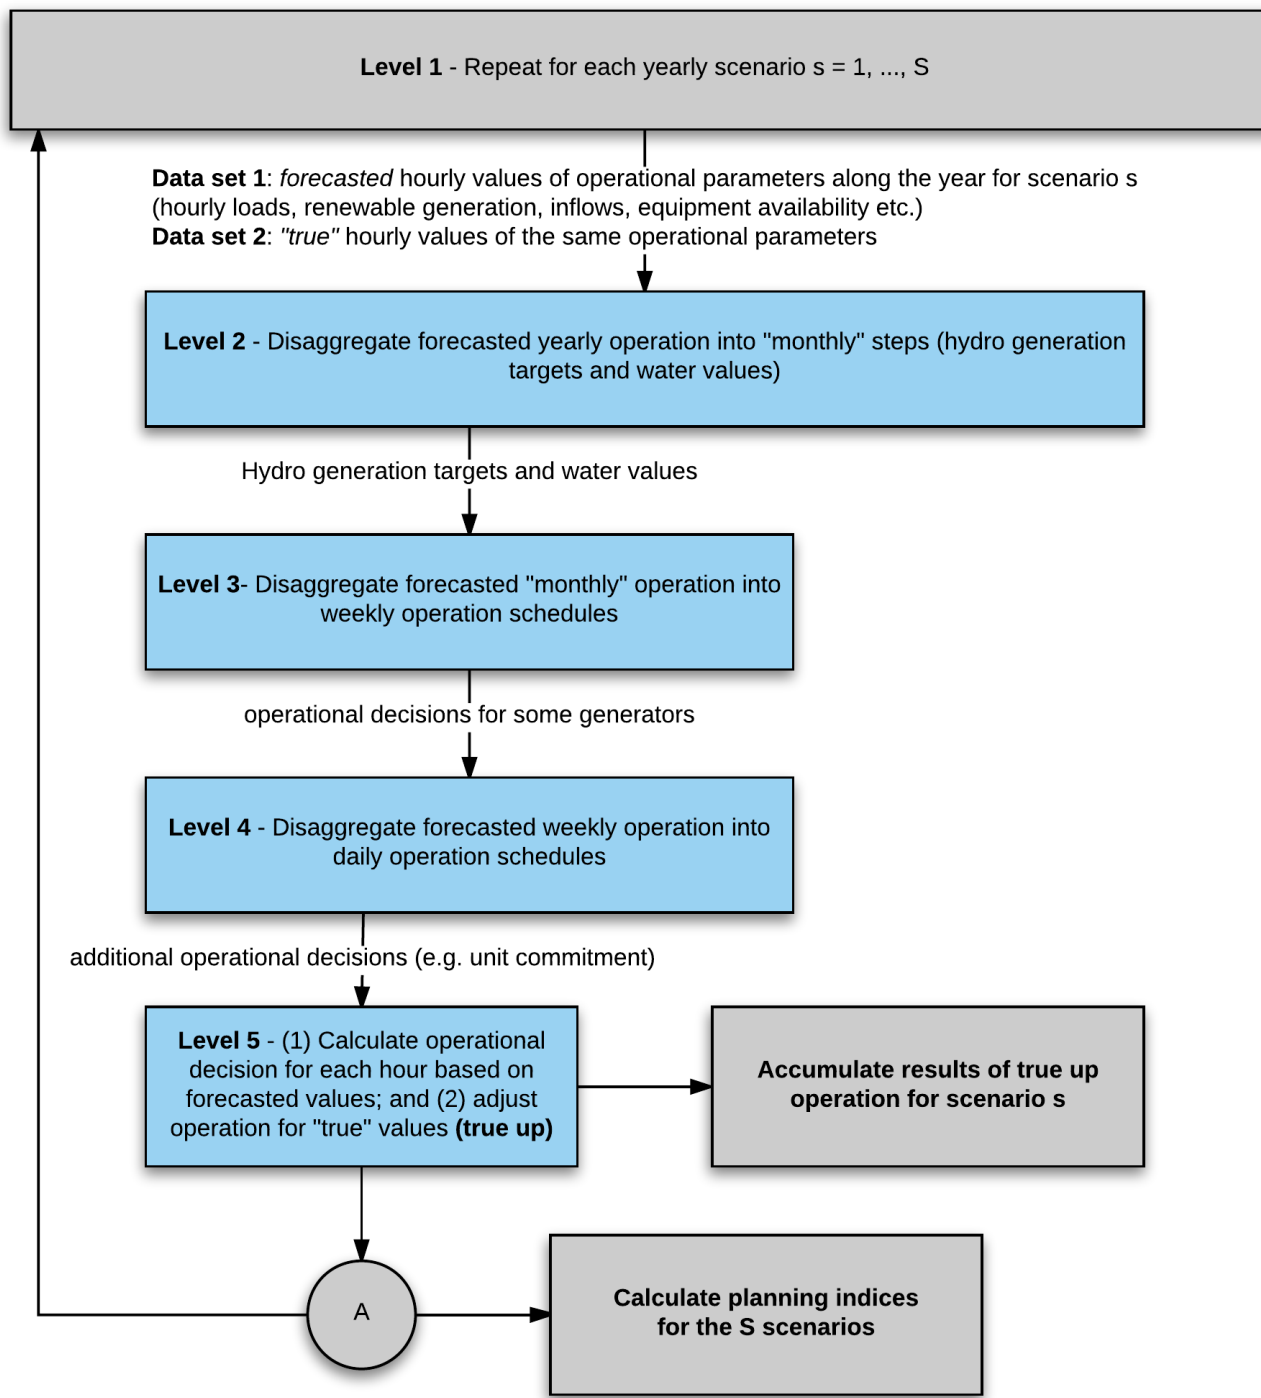 Level 1 - Repeat for each yearly scenario s = 1, ..., S
Data set 1: forecasted hourly values of operational parameters along the year for scenario s
(hourly loads, renewable generation, inflows, equipment availability etc.)
Data set 2: "true" hourly values of the same operational parameters
Level 2 - Disaggregate forecasted yearly operation into "monthly" steps (hydro generation
targets and water values)
Hydro generation targets and water values
Level 3- Disaggregate forecasted "monthly" operation into
weekly operation schedules
operational decisions for some generators
Level 4 - Disaggregate forecasted weekly operation into
daily operation schedules
additional operational decisions (e.g. unit commitment)
Level 5 - (1) Calculate operational
decision for each hour based on
forecasted values; and (2) adjust
operation for "true" values (true up)
Accumulate results of true up
operation for scenario s
A
Calculate planning indices
for the S scenarios